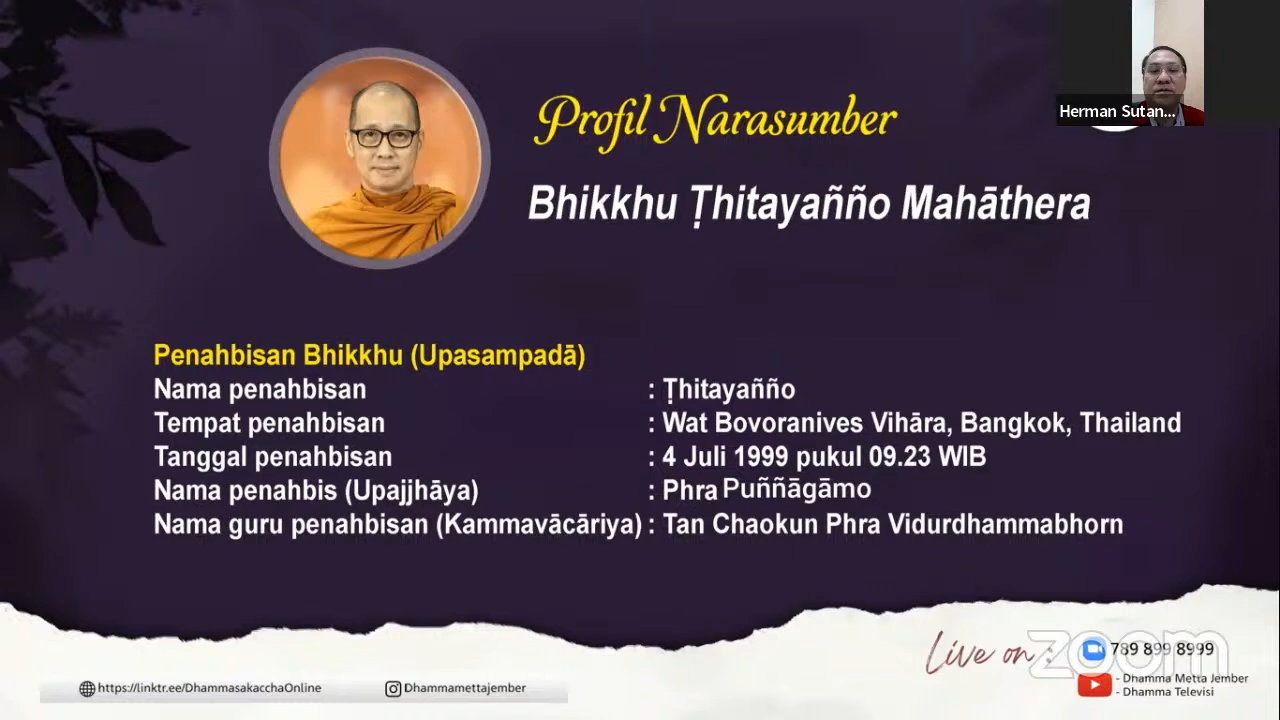 Profil Narasumber
Herman Sutan...
Bhikkhu Ṭhitayañño Mahāthera
Penahbisan Bhikkhu (Upasampadā)
Nama penahbisan : Ṭhitayañño
Tempat penahbisan : Wat Bovoranives Vihāra, Bangkok, Thailand
Tanggal penahbisan : 4 Juli 1999 pukul 09.23 WIB
Nama penahbis (Upajjhāya) : Phra Puññāgāmo
Nama guru penahbisan (Kammavācāriya) : Tan Chaokun Phra Vidurdhammabhorn
Live on : 789 899 8999
zoom
- Dhamma Metta Jember
- Dhamma Televisi
https://linktr.ee/DhammasakacchaOnline Dhammamettajember